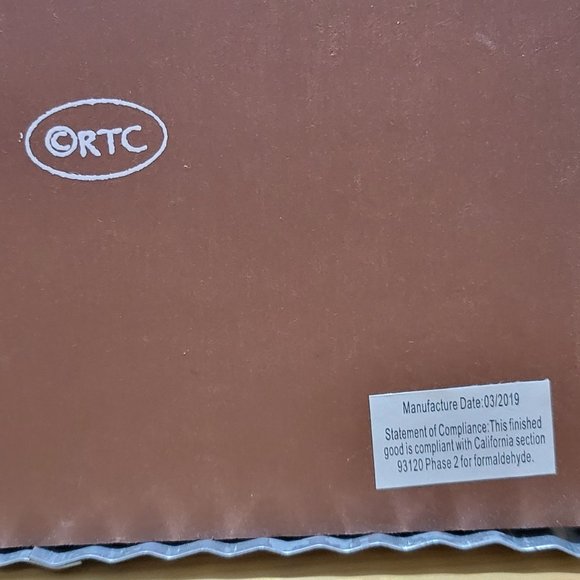 ©RTC
Manufacture Date:03/2019
Statement of Compliance:This finished
good is compliant with California section
93120 Phase 2 for formaldehyde.